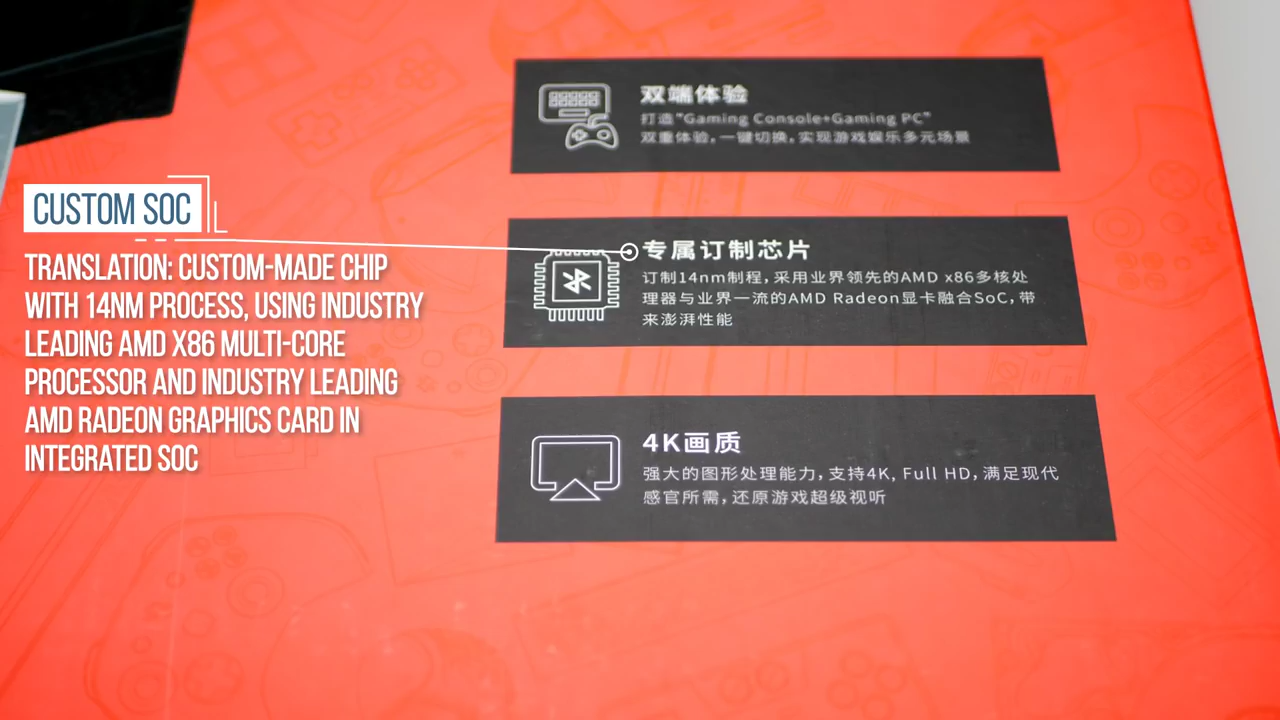 双端体验
打造"Gaming Console+Gaming PC"
双重体验，一键切换，实现游戏娱乐多元场景
CUSTOM SOC
TRANSLATION: CUSTOM-MADE CHIP
WITH 14NM PROCESS, USING INDUSTRY
LEADING AMD X86 MULTI-CORE
PROCESSOR AND INDUSTRY LEADING
AMD RADEON GRAPHICS CARD IN
INTEGRATED SOC
专属订制芯片
订制14nm制程，采用业界领先的AMD x86多核处
理器与业界一流的AMD Radeon显卡融合SoC，带
来澎湃性能
4K画质
强大的图形处理能力，支持4K, Full HD，满足现代
感官所需，还原游戏超级视听